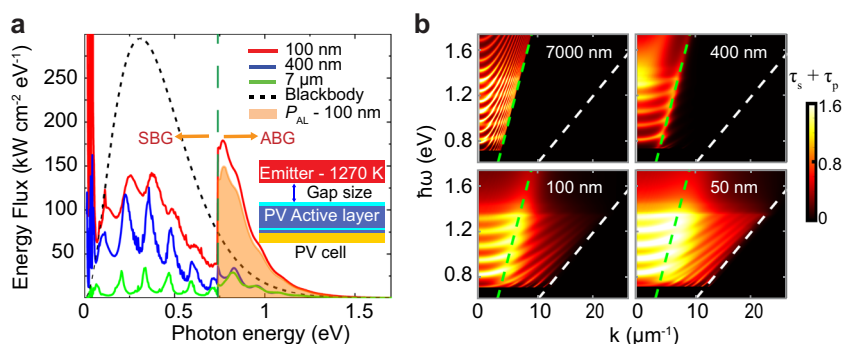 a
Energy Flux (kW cm⁻² eV⁻¹)
250
200
150
100
50
0
0.5
1
1.5
Photon energy (eV)
100 nm
400 nm
7 µm
Blackbody
P_AL - 100 nm
SBG
ABG
Emitter - 1270 K
Gap size
PV Active layer
PV cell
b
ħω (eV)
1.6
1.2
0.8
1.6
1.2
0.8
7000 nm
400 nm
100 nm
50 nm
0
10
20
0
10
20
k (µm⁻¹)
τs + τp
1.6
0.8
0